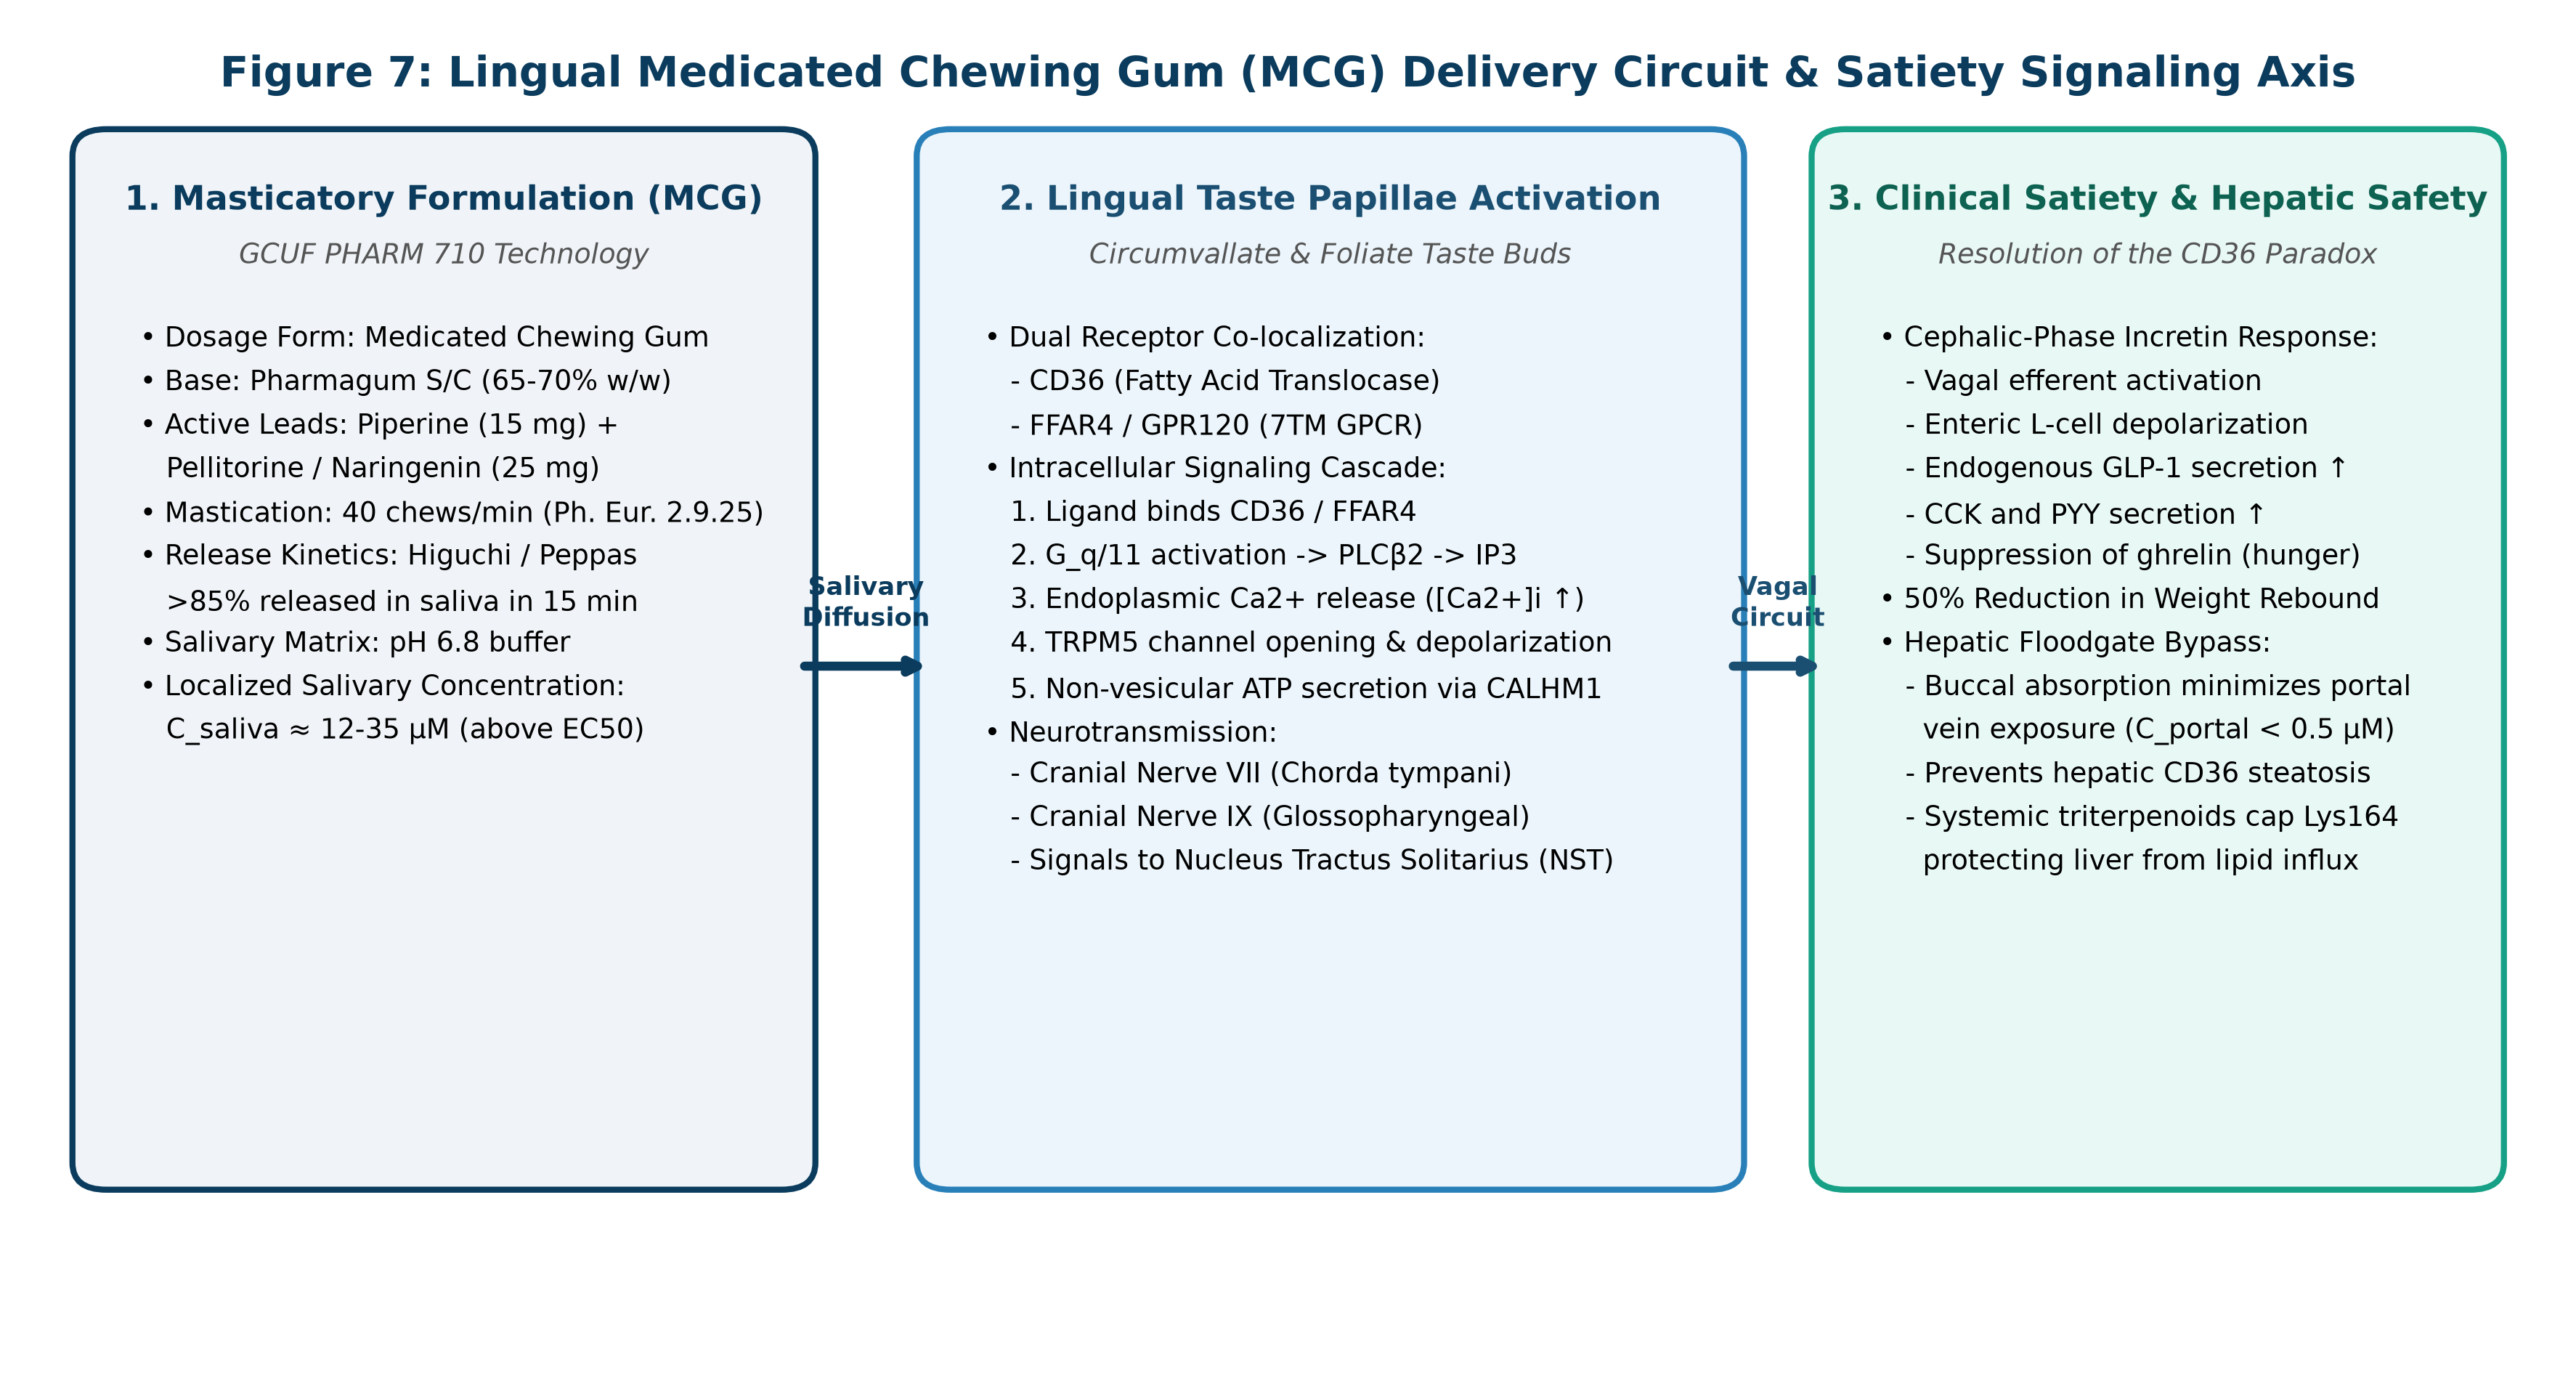 Figure 7: Lingual Medicated Chewing Gum (MCG) Delivery Circuit & Satiety Signaling Axis
1. Masticatory Formulation (MCG)
GCUF PHARM 710 Technology
• Dosage Form: Medicated Chewing Gum
• Base: Pharmagum S/C (65-70% w/w)
• Active Leads: Piperine (15 mg) +
Pellitorine / Naringenin (25 mg)
• Mastication: 40 chews/min (Ph. Eur. 2.9.25)
• Release Kinetics: Higuchi / Peppas
>85% released in saliva in 15 min
• Salivary Matrix: pH 6.8 buffer
• Localized Salivary Concentration:
C_saliva ≈ 12-35 μM (above EC50)
Salivary
Diffusion
2. Lingual Taste Papillae Activation
Circumvallate & Foliate Taste Buds
• Dual Receptor Co-localization:
- CD36 (Fatty Acid Translocase)
- FFAR4 / GPR120 (7TM GPCR)
• Intracellular Signaling Cascade:
1. Ligand binds CD36 / FFAR4
2. G_q/11 activation -> PLCβ2 -> IP3
3. Endoplasmic Ca2+ release ([Ca2+]i ↑)
4. TRPM5 channel opening & depolarization
5. Non-vesicular ATP secretion via CALHM1
• Neurotransmission:
- Cranial Nerve VII (Chorda tympani)
- Cranial Nerve IX (Glossopharyngeal)
- Signals to Nucleus Tractus Solitarius (NST)
Vagal
Circuit
3. Clinical Satiety & Hepatic Safety
Resolution of the CD36 Paradox
• Cephalic-Phase Incretin Response:
- Vagal efferent activation
- Enteric L-cell depolarization
- Endogenous GLP-1 secretion ↑
- CCK and PYY secretion ↑
- Suppression of ghrelin (hunger)
• 50% Reduction in Weight Rebound
• Hepatic Floodgate Bypass:
- Buccal absorption minimizes portal
vein exposure (C_portal < 0.5 μM)
- Prevents hepatic CD36 steatosis
- Systemic triterpenoids cap Lys164
protecting liver from lipid influx